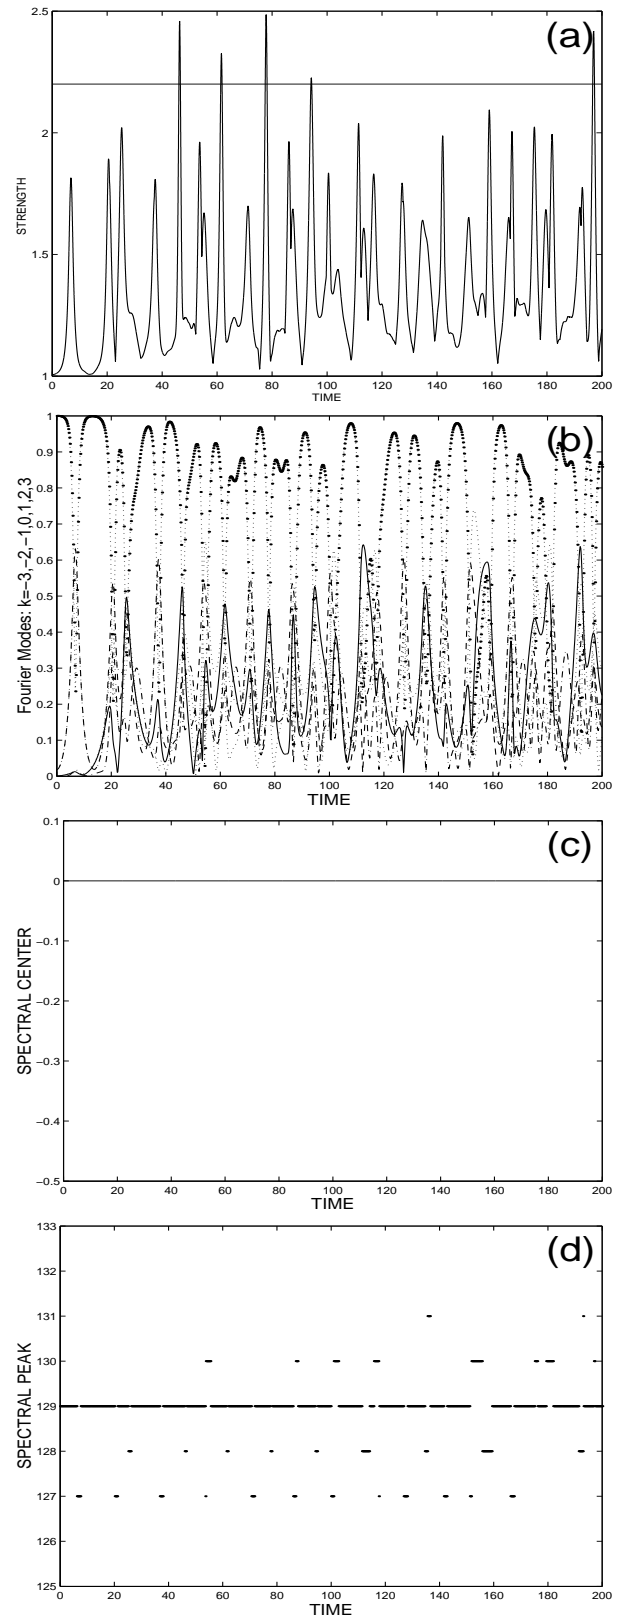 (a)
2.5
2
1.5
1
STRENGTH
0 20 40 60 80 100 120 140 160 180 200
TIME
(b)
1
0.9
0.8
0.7
0.6
0.5
0.4
0.3
0.2
0.1
0
Fourier Modes: k=−3,−2,−1,0,1,2,3
0 20 40 60 80 100 120 140 160 180 200
TIME
(c)
0.1
0
−0.1
−0.2
−0.3
−0.4
−0.5
SPECTRAL CENTER
0 20 40 60 80 100 120 140 160 180 200
TIME
(d)
133
132
131
130
129
128
127
126
125
SPECTRAL PEAK
0 20 40 60 80 100 120 140 160 180 200
TIME